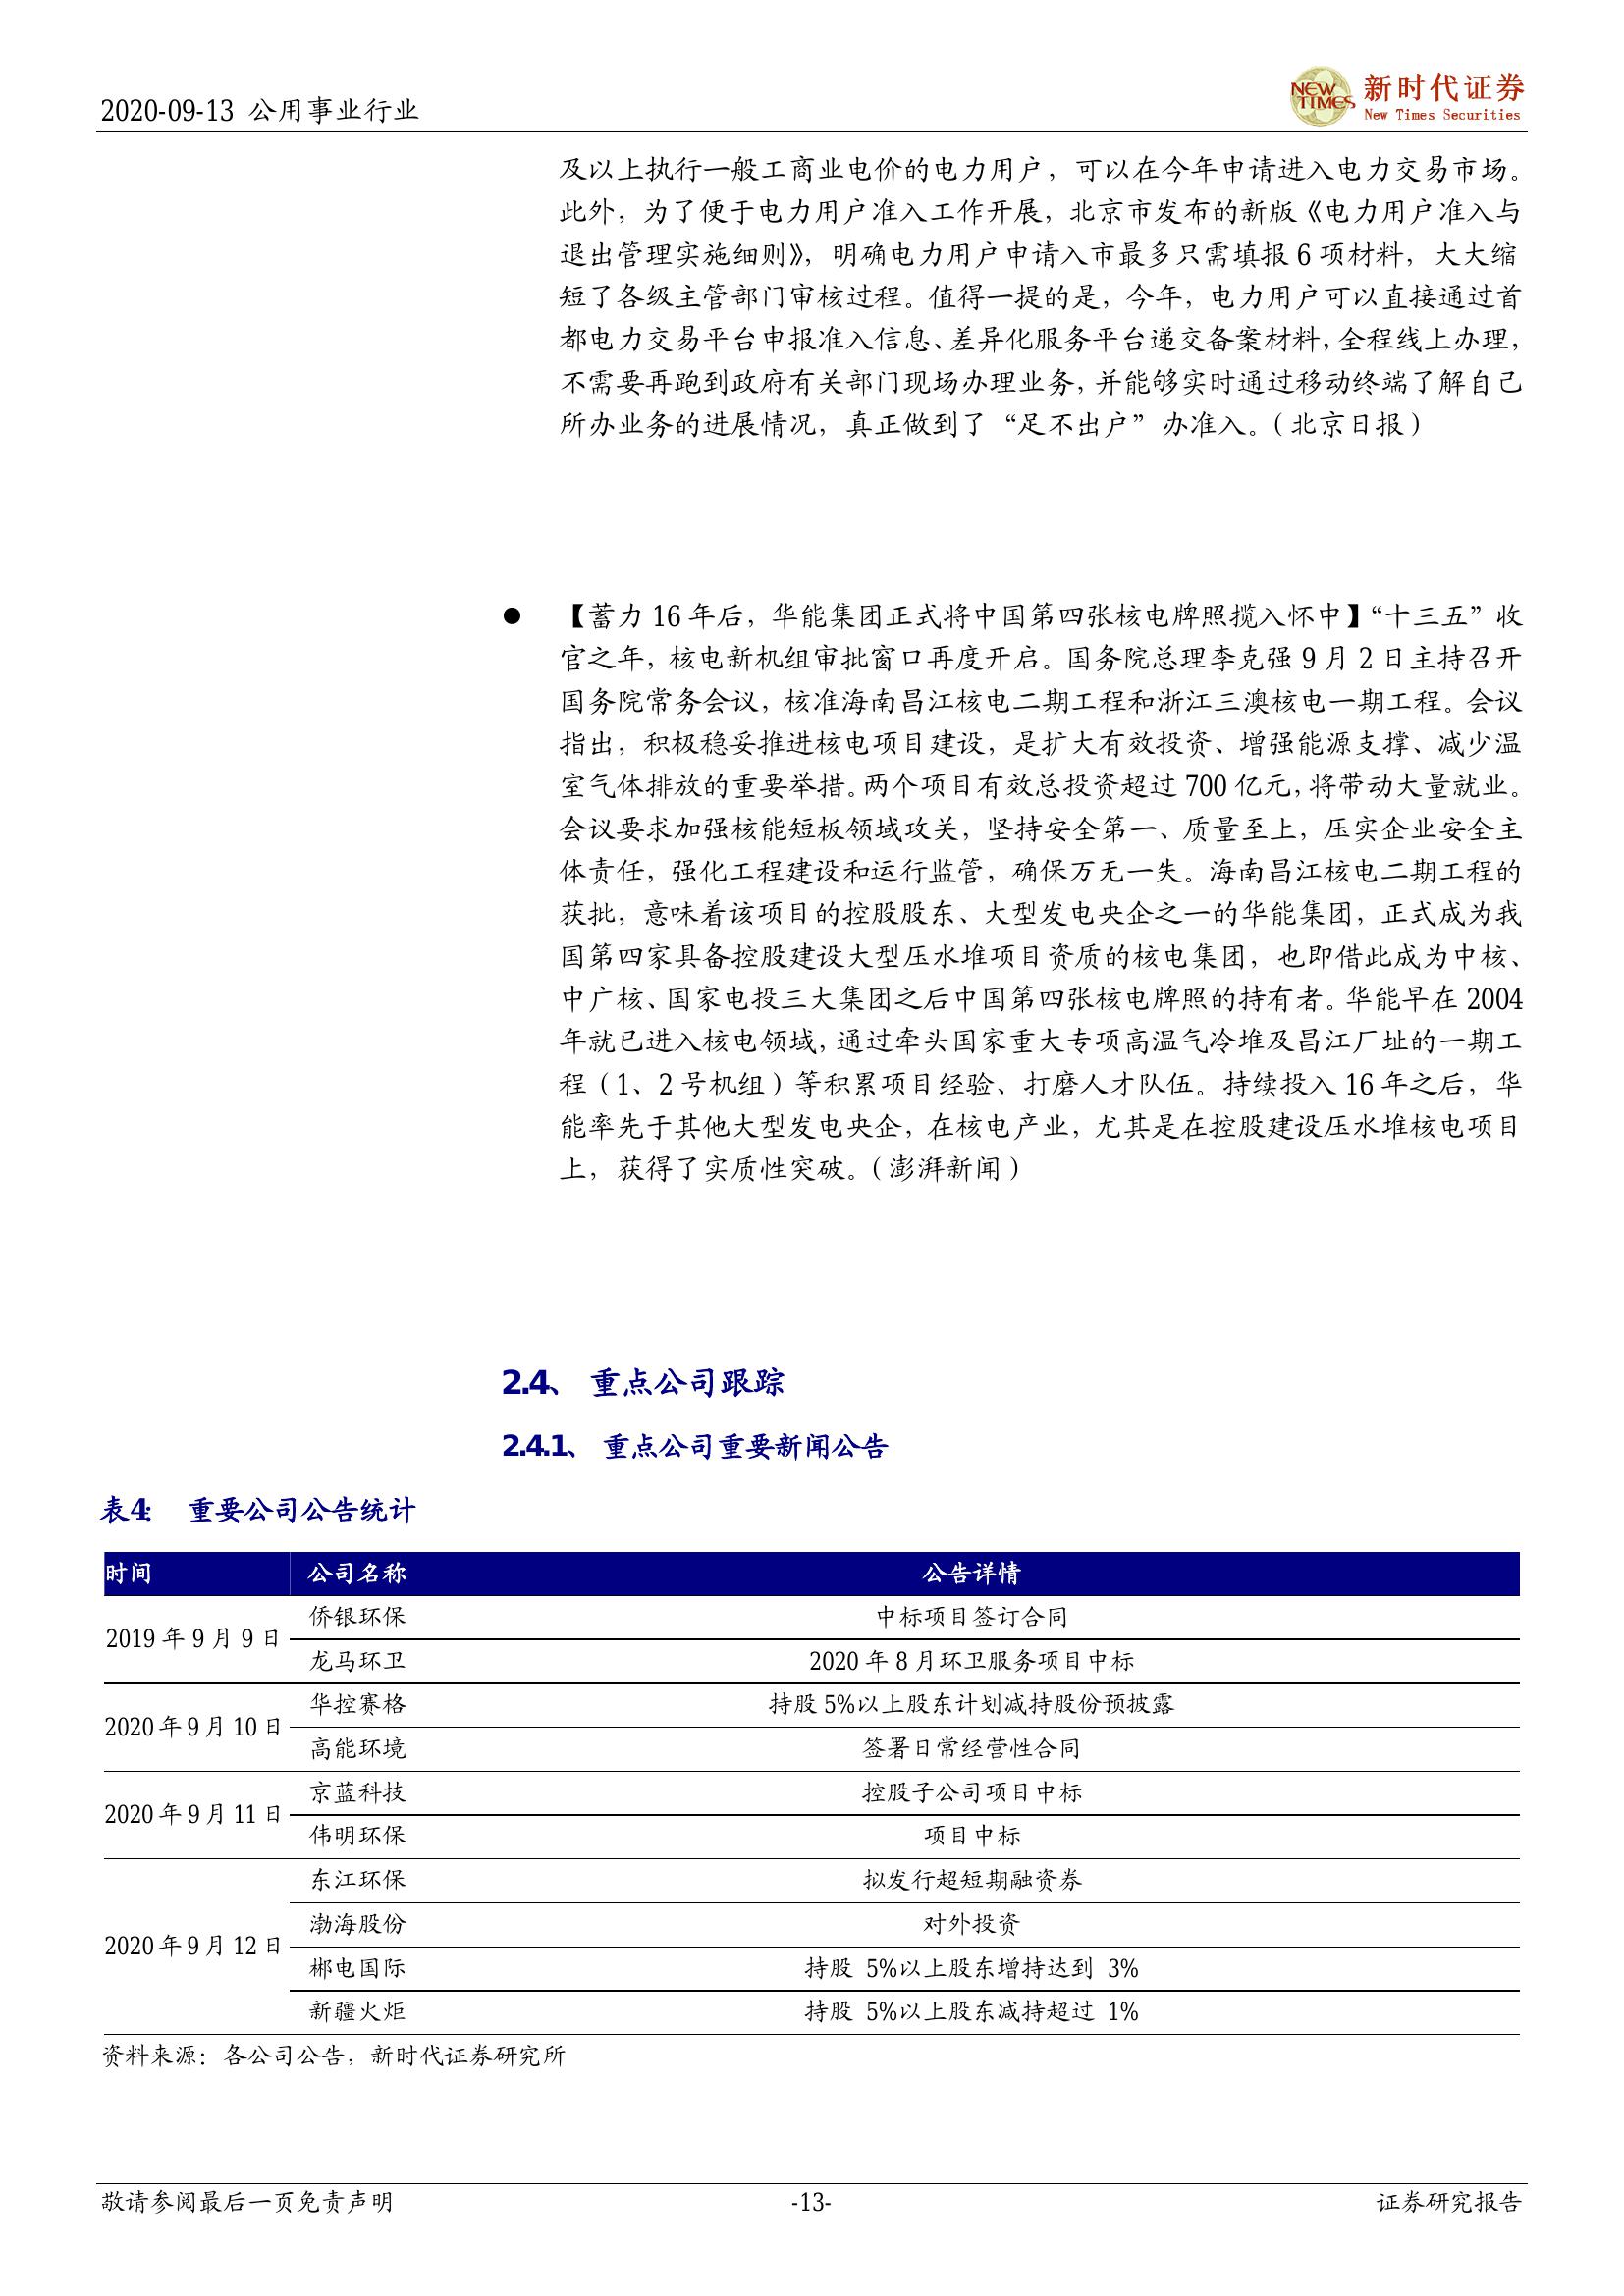 2020-09-13 公用事业行业
NEW TIMES
新时代证券
New Times Securities
及以上执行一般工商业电价的电力用户，可以在今年申请进入电力交易市场。
此外，为了便于电力用户准入工作开展，北京市发布的新版《电力用户准入与
退出管理实施细则》，明确电力用户申请入市最多只需填报 6 项材料，大大缩
短了各级主管部门审核过程。值得一提的是，今年，电力用户可以直接通过首
都电力交易平台申报准入信息、差异化服务平台递交备案材料，全程线上办理，
不需要再跑到政府有关部门现场办理业务，并能够实时通过移动终端了解自己
所办业务的进展情况，真正做到了“足不出户”办准入。（北京日报）
● 【蓄力 16 年后，华能集团正式将中国第四张核电牌照揽入怀中】“十三五”收
官之年，核电新机组审批窗口再度开启。国务院总理李克强 9 月 2 日主持召开
国务院常务会议，核准海南昌江核电二期工程和浙江三澳核电一期工程。会议
指出，积极稳妥推进核电项目建设，是扩大有效投资、增强能源支撑、减少温
室气体排放的重要举措。两个项目有效总投资超过 700 亿元，将带动大量就业。
会议要求加强核能短板领域攻关，坚持安全第一、质量至上，压实企业安全主
体责任，强化工程建设和运行监管，确保万无一失。海南昌江核电二期工程的
获批，意味着该项目的控股股东、大型发电央企之一的华能集团，正式成为我
国第四家具备控股建设大型压水堆项目资质的核电集团，也即借此成为中核、
中广核、国家电投三大集团之后中国第四张核电牌照的持有者。华能早在 2004
年就已进入核电领域，通过牵头国家重大专项高温气冷堆及昌江厂址的一期工
程（1、2 号机组）等积累项目经验、打磨人才队伍。持续投入 16 年之后，华
能率先于其他大型发电央企，在核电产业，尤其是在控股建设压水堆核电项目
上，获得了实质性突破。（澎湃新闻）
2.4、 重点公司跟踪
2.4.1、 重点公司重要新闻公告
表4： 重要公司公告统计
时间 公司名称 公告详情
2019 年 9 月 9 日 侨银环保 中标项目签订合同
龙马环卫 2020 年 8 月环卫服务项目中标
2020 年 9 月 10 日 华控赛格 持股 5%以上股东计划减持股份预披露
高能环境 签署日常经营性合同
2020 年 9 月 11 日 京蓝科技 控股子公司项目中标
伟明环保 项目中标
2020 年 9 月 12 日 东江环保 拟发行超短期融资券
渤海股份 对外投资
郴电国际 持股 5%以上股东增持达到 3%
新疆火炬 持股 5%以上股东减持超过 1%
资料来源：各公司公告，新时代证券研究所
敬请参阅最后一页免责声明 -13- 证券研究报告